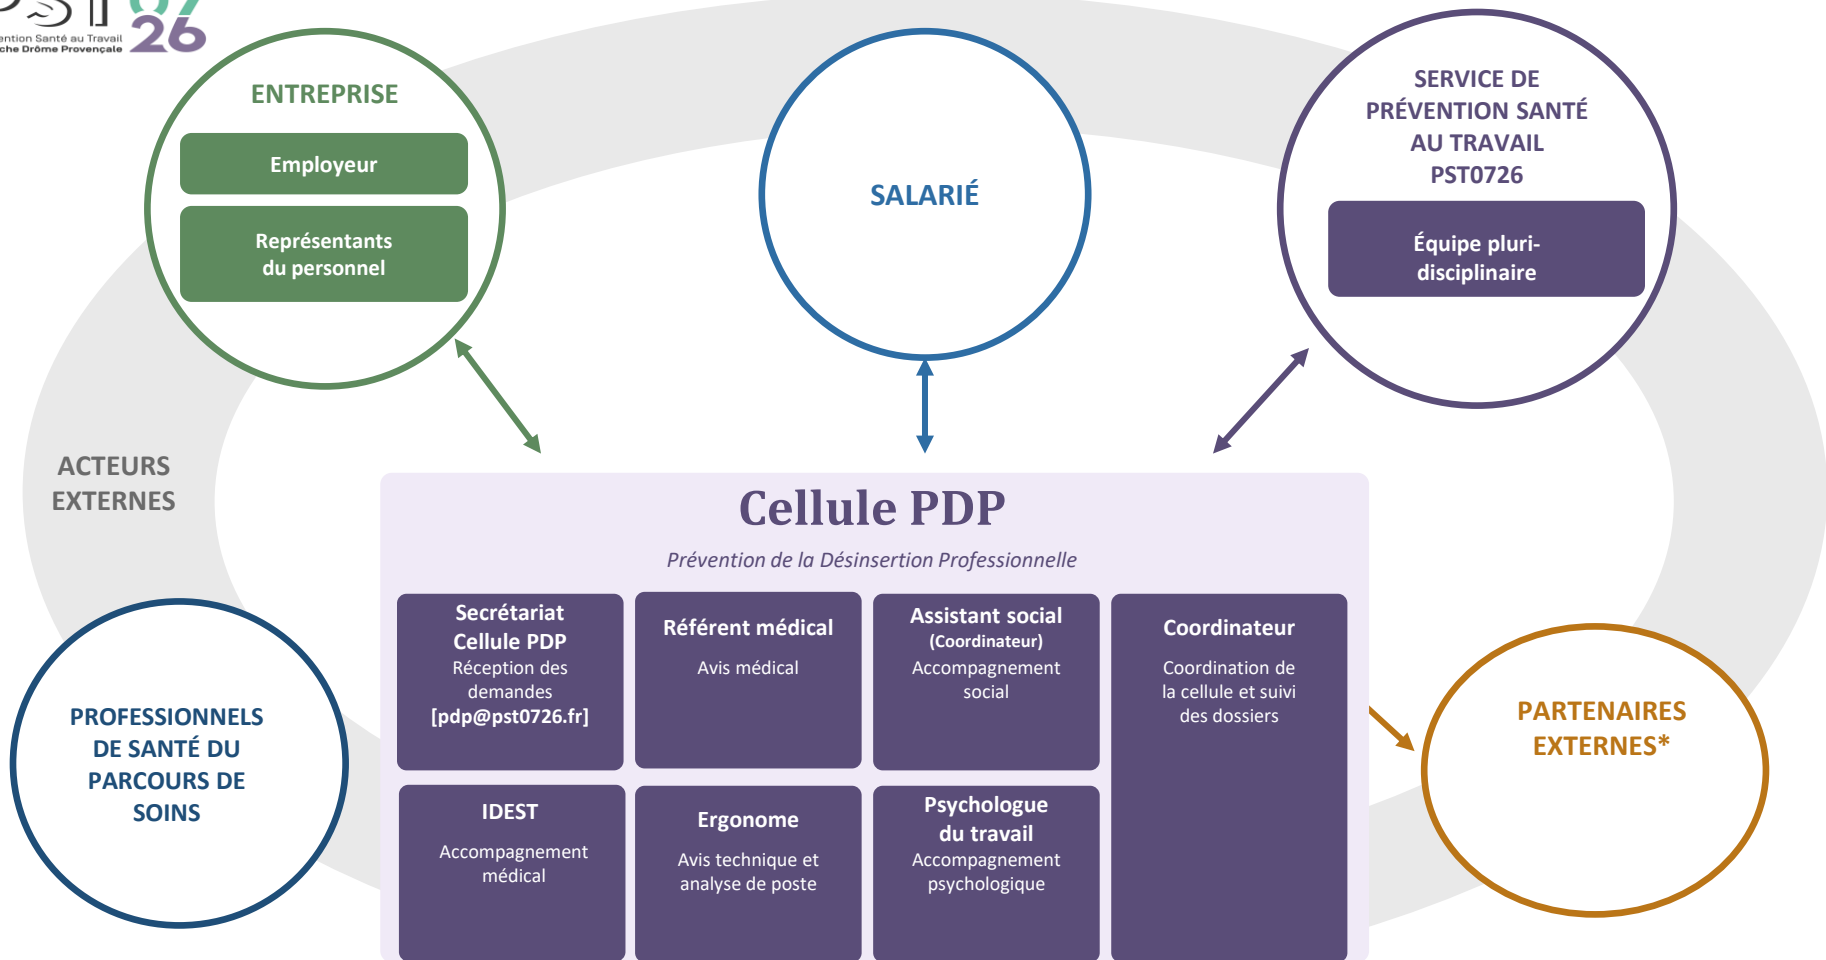 26
Santé au Travail
Drôme Provençale
ENTREPRISE
Employeur
Représentants
du personnel
SALARIÉ
SERVICE DE
PRÉVENTION SANTÉ
AU TRAVAIL
PST0726
Équipe pluri-
disciplinaire
ACTEURS
EXTERNES
Cellule PDP
Prévention de la Désinsertion Professionnelle
Secrétariat
Cellule PDP
Réception des
demandes
[pdp@pst0726.fr]
Référent médical
Avis médical
Assistant social
(Coordinateur)
Accompagnement
social
Coordinateur
Coordination de
la cellule et suivi
des dossiers
IDEST
Accompagnement
médical
Ergonome
Avis technique et
analyse de poste
Psychologue
du travail
Accompagnement
psychologique
PROFESSIONNELS
DE SANTÉ DU
PARCOURS DE
SOINS
PARTENAIRES
EXTERNES*